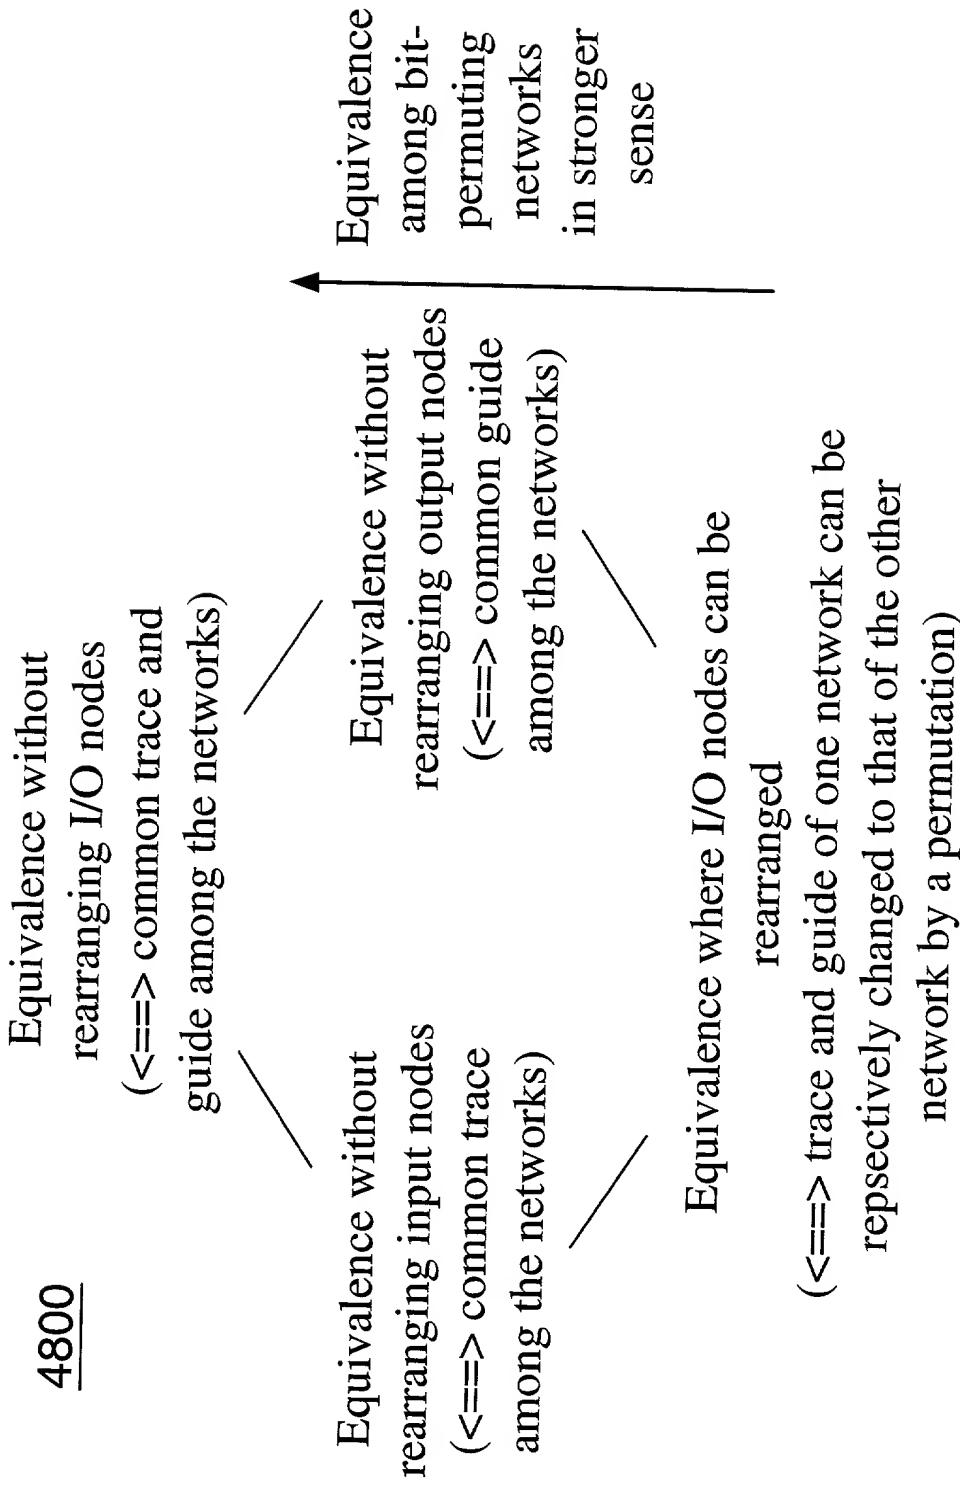 4800
Equivalence without
rearranging I/O nodes
(<==> common trace and
guide among the networks)
Equivalence without
rearranging input nodes
(<==> common trace
among the networks)
Equivalence without
rearranging output nodes
(<==> common guide
among the networks)
Equivalence
among bit-
permuting
networks
in stronger
sense
Equivalence where I/O nodes can be
rearranged
(<==> trace and guide of one network can be
repsectively changed to that of the other
network by a permutation)